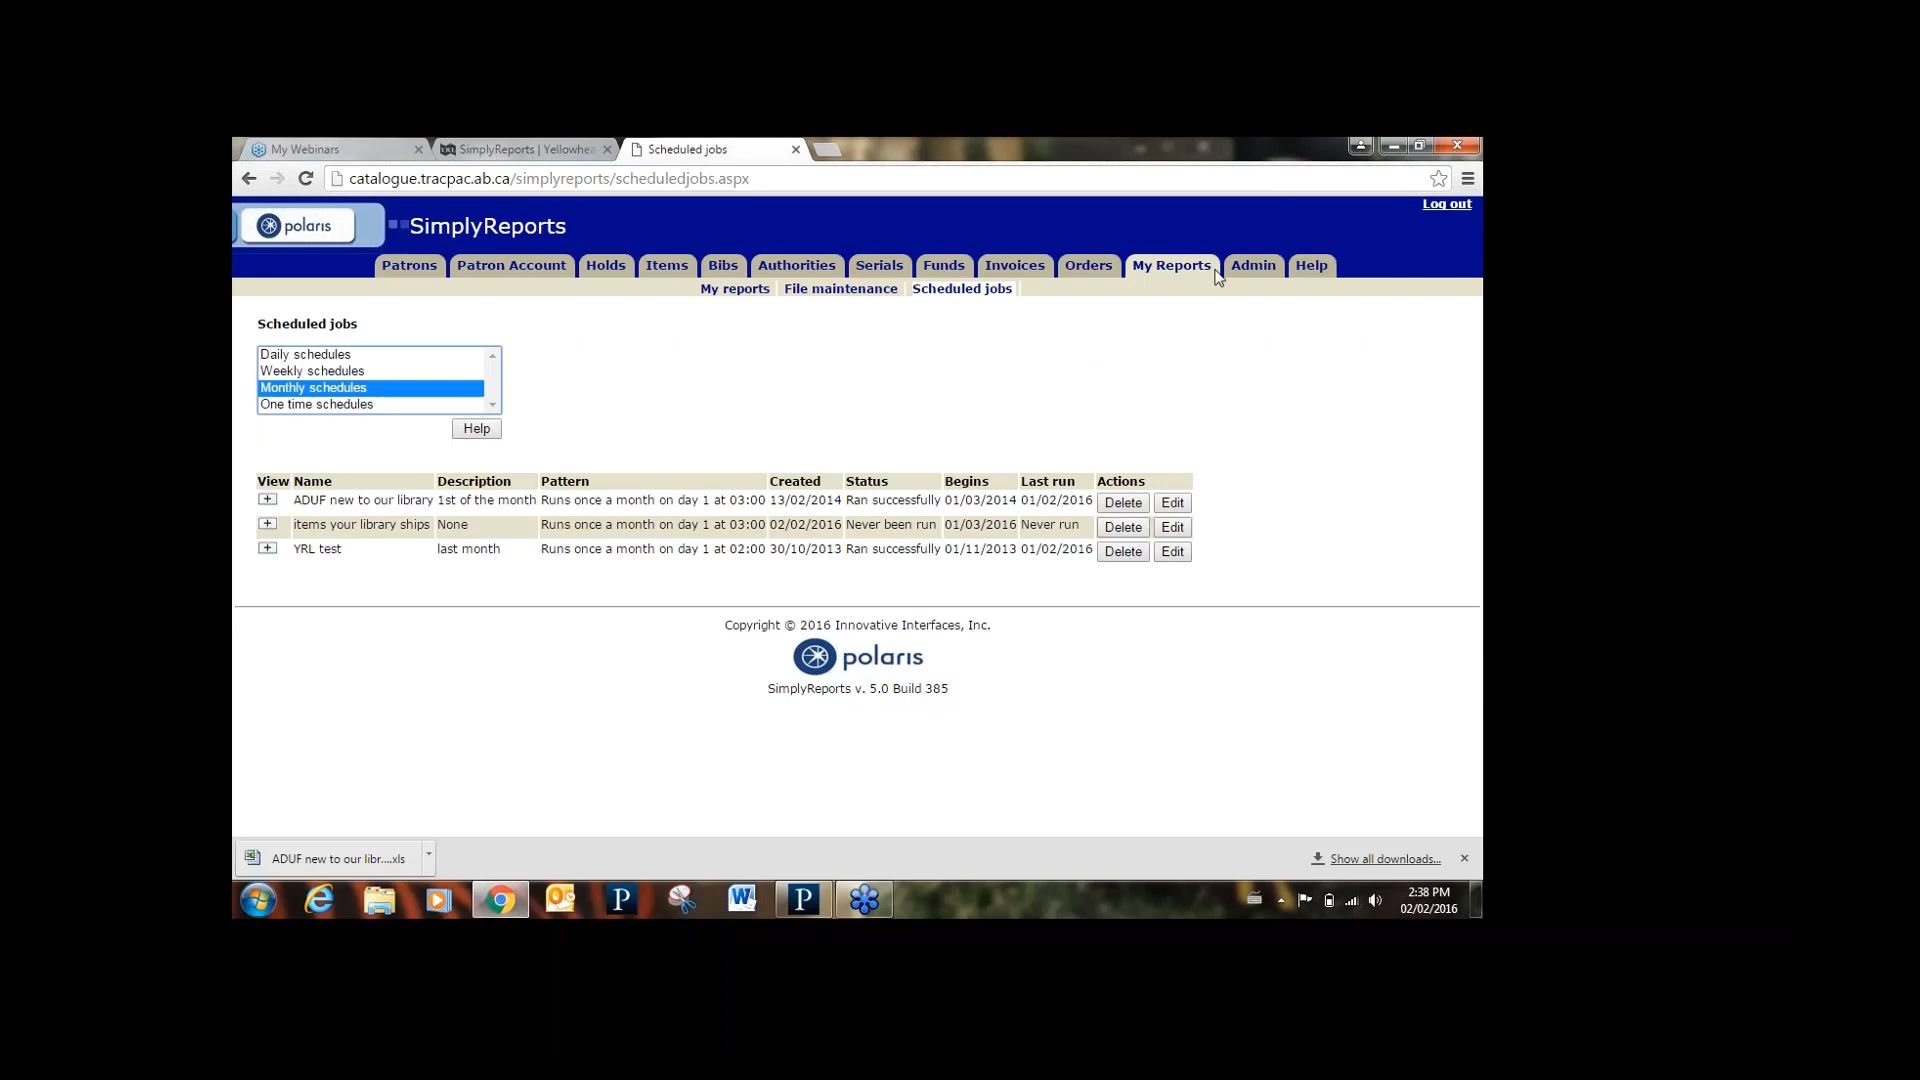 My Webinars
SimplyReports | Yellowhea
Scheduled jobs
catalogue.tracpac.ab.ca/simplyreports/scheduledjobs.aspx
Log out
polaris
SimplyReports
Patrons Patron Account Holds Items Bibs Authorities Serials Funds Invoices Orders My Reports Admin Help
My reports File maintenance Scheduled jobs
Scheduled jobs
Daily schedules
Weekly schedules
Monthly schedules
One time schedules
Help
View Name Description Pattern Created Status Begins Last run Actions
ADUF new to our library 1st of the month Runs once a month on day 1 at 03:00 13/02/2014 Ran successfully 01/03/2014 01/02/2016 Delete Edit
items your library ships None Runs once a month on day 1 at 03:00 02/02/2016 Never been run 01/03/2016 Never run Delete Edit
YRL test last month Runs once a month on day 1 at 02:00 30/10/2013 Ran successfully 01/11/2013 01/02/2016 Delete Edit
Copyright © 2016 Innovative Interfaces, Inc.
polaris
SimplyReports v. 5.0 Build 385
ADUF new to our libr....xls
Show all downloads...
2:38 PM
02/02/2016